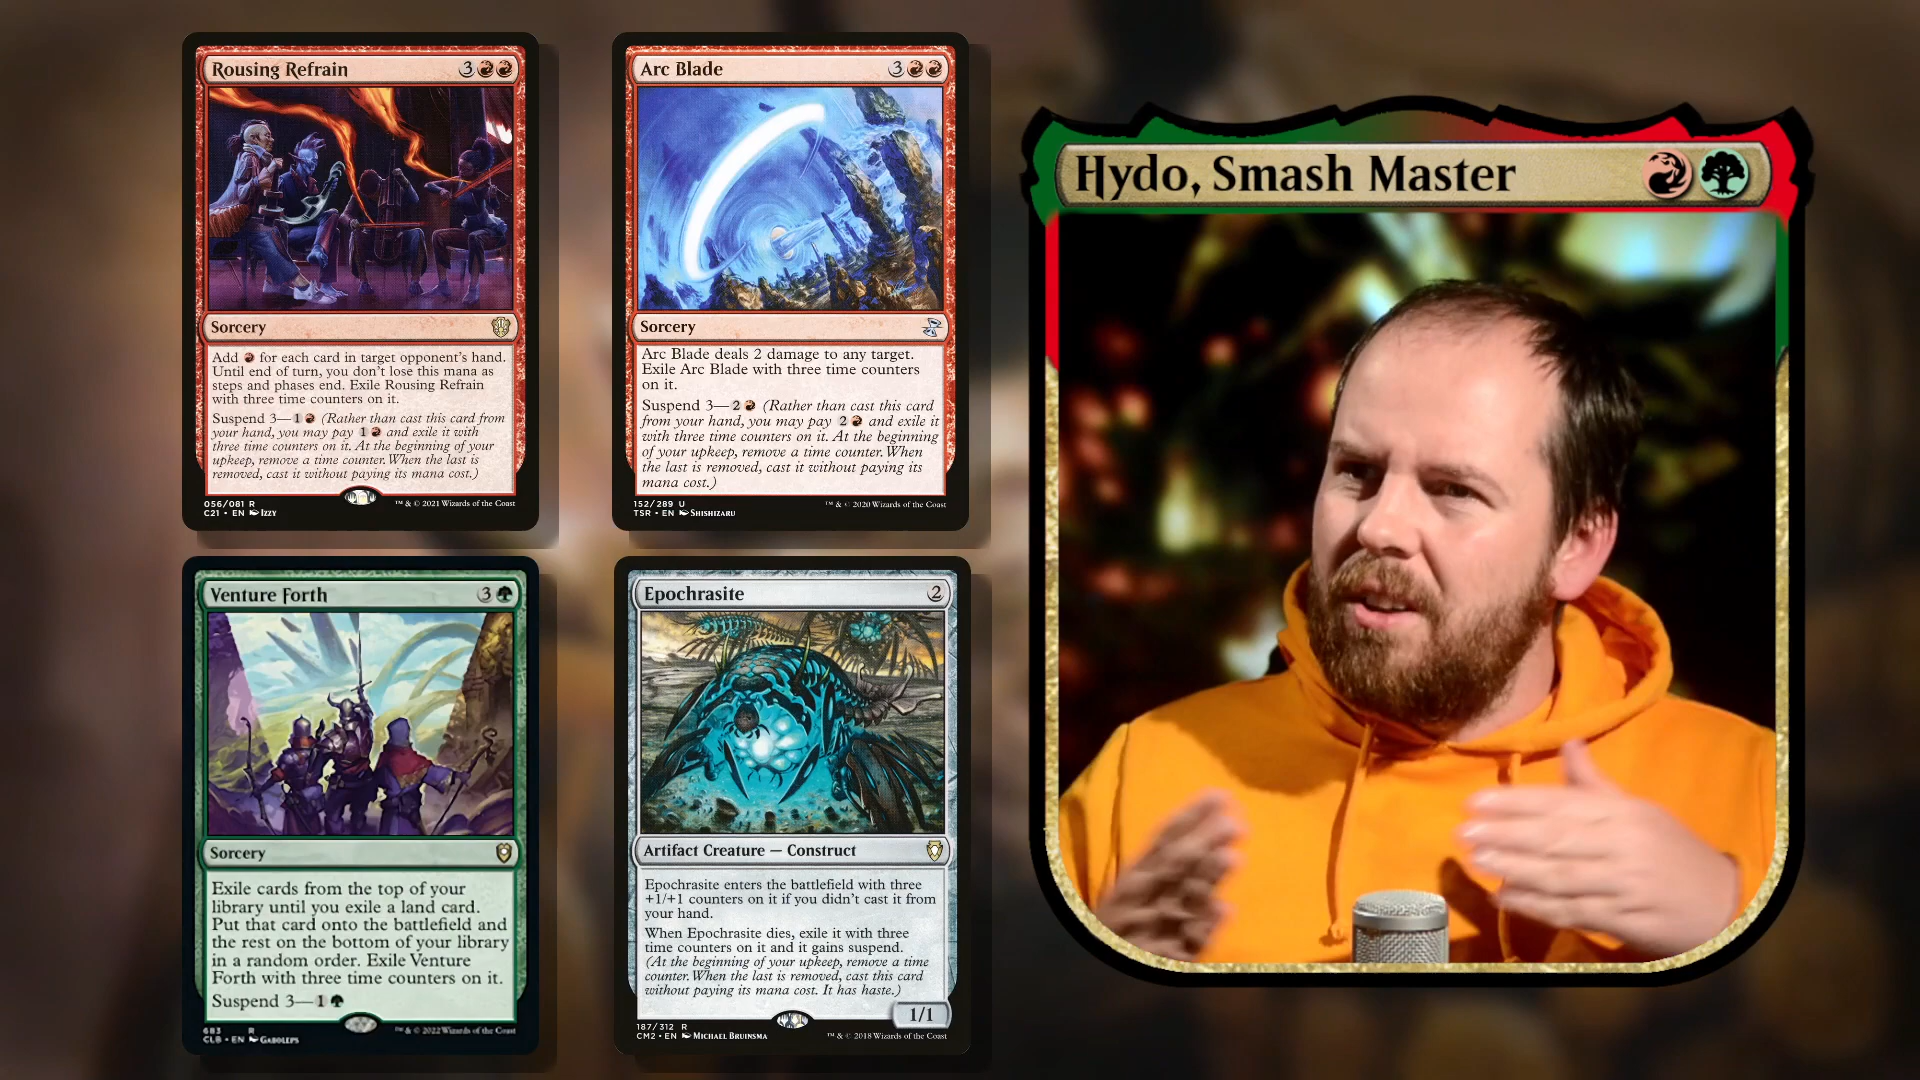 Rousing Refrain 3
Sorcery
Add for each card in target opponent's hand.
Until end of turn, you don't lose this mana as
steps and phases end. Exile Rousing Refrain
with three time counters on it.
Suspend 3—1 (Rather than cast this card from
your hand, you may pay 1 and exile it with
three time counters on it. At the beginning of your
upkeep, remove a time counter. When the last is
removed, cast it without paying its mana cost.)
056/081 R
C21 • EN Izzy
™ & © 2021 Wizards of the Coast
Arc Blade 3
Sorcery
Arc Blade deals 2 damage to any target.
Exile Arc Blade with three time counters
on it.
Suspend 3—2 (Rather than cast this card
from your hand, you may pay 2 and exile it
with three time counters on it. At the beginning
of your upkeep, remove a time counter. When
the last is removed, cast it without paying its
mana cost.)
152/289 U
TSR • EN Shishizaru
™ & © 2020 Wizards of the Coast
Venture Forth 3
Sorcery
Exile cards from the top of your
library until you exile a land card.
Put that card onto the battlefield and
the rest on the bottom of your library
in a random order. Exile Venture
Forth with three time counters on it.
Suspend 3—1
683 R
CLB • EN Gaboleps
™ & © 2022 Wizards of the Coast
Epochrasite 2
Artifact Creature — Construct
Epochrasite enters the battlefield with three
+1/+1 counters on it if you didn't cast it from
your hand.
When Epochrasite dies, exile it with three
time counters on it and it gains suspend.
(At the beginning of your upkeep, remove a time
counter. When the last is removed, cast this card
without paying its mana cost. It has haste.)
1/1
187/312 R
CM2 • EN Michael Bruinsma
™ & © 2018 Wizards of the Coast
Hydo, Smash Master